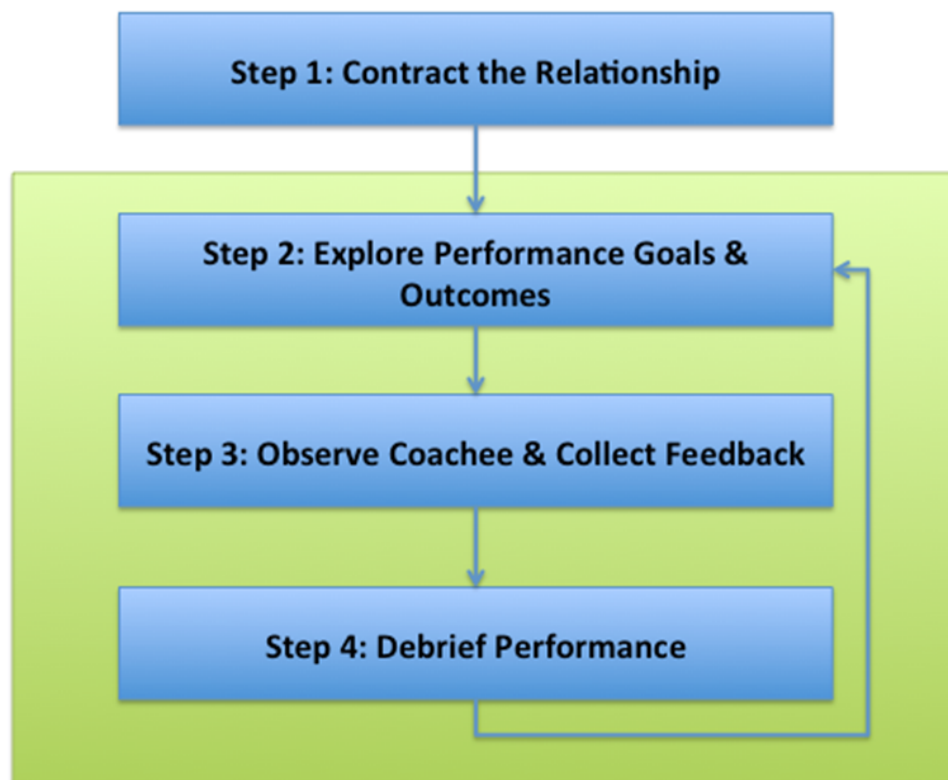 Step 1: Contract the Relationship
Step 2: Explore Performance Goals &
Outcomes
Step 3: Observe Coachee & Collect Feedback
Step 4: Debrief Performance